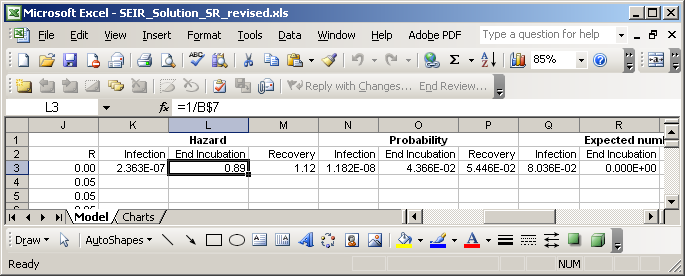 Microsoft Excel - SEIR_Solution_SR_revised.xls
File Edit View Insert Format Tools Data Window Help Adobe PDF Type a question for help
ABC Σ A Z 85%
Reply with Changes... End Review...
L3 fx =1/B$7
J K L M N O P Q R
1 Hazard Probability Expected num
2 R Infection End Incubation Recovery Infection End Incubation Recovery Infection End Incubation
3 0.00 2.363E-07 0.89 1.12 1.182E-08 4.366E-02 5.446E-02 8.036E-02 0.000E+00
4 0.05
5 0.05
Model Charts
Draw AutoShapes A A
Ready NUM